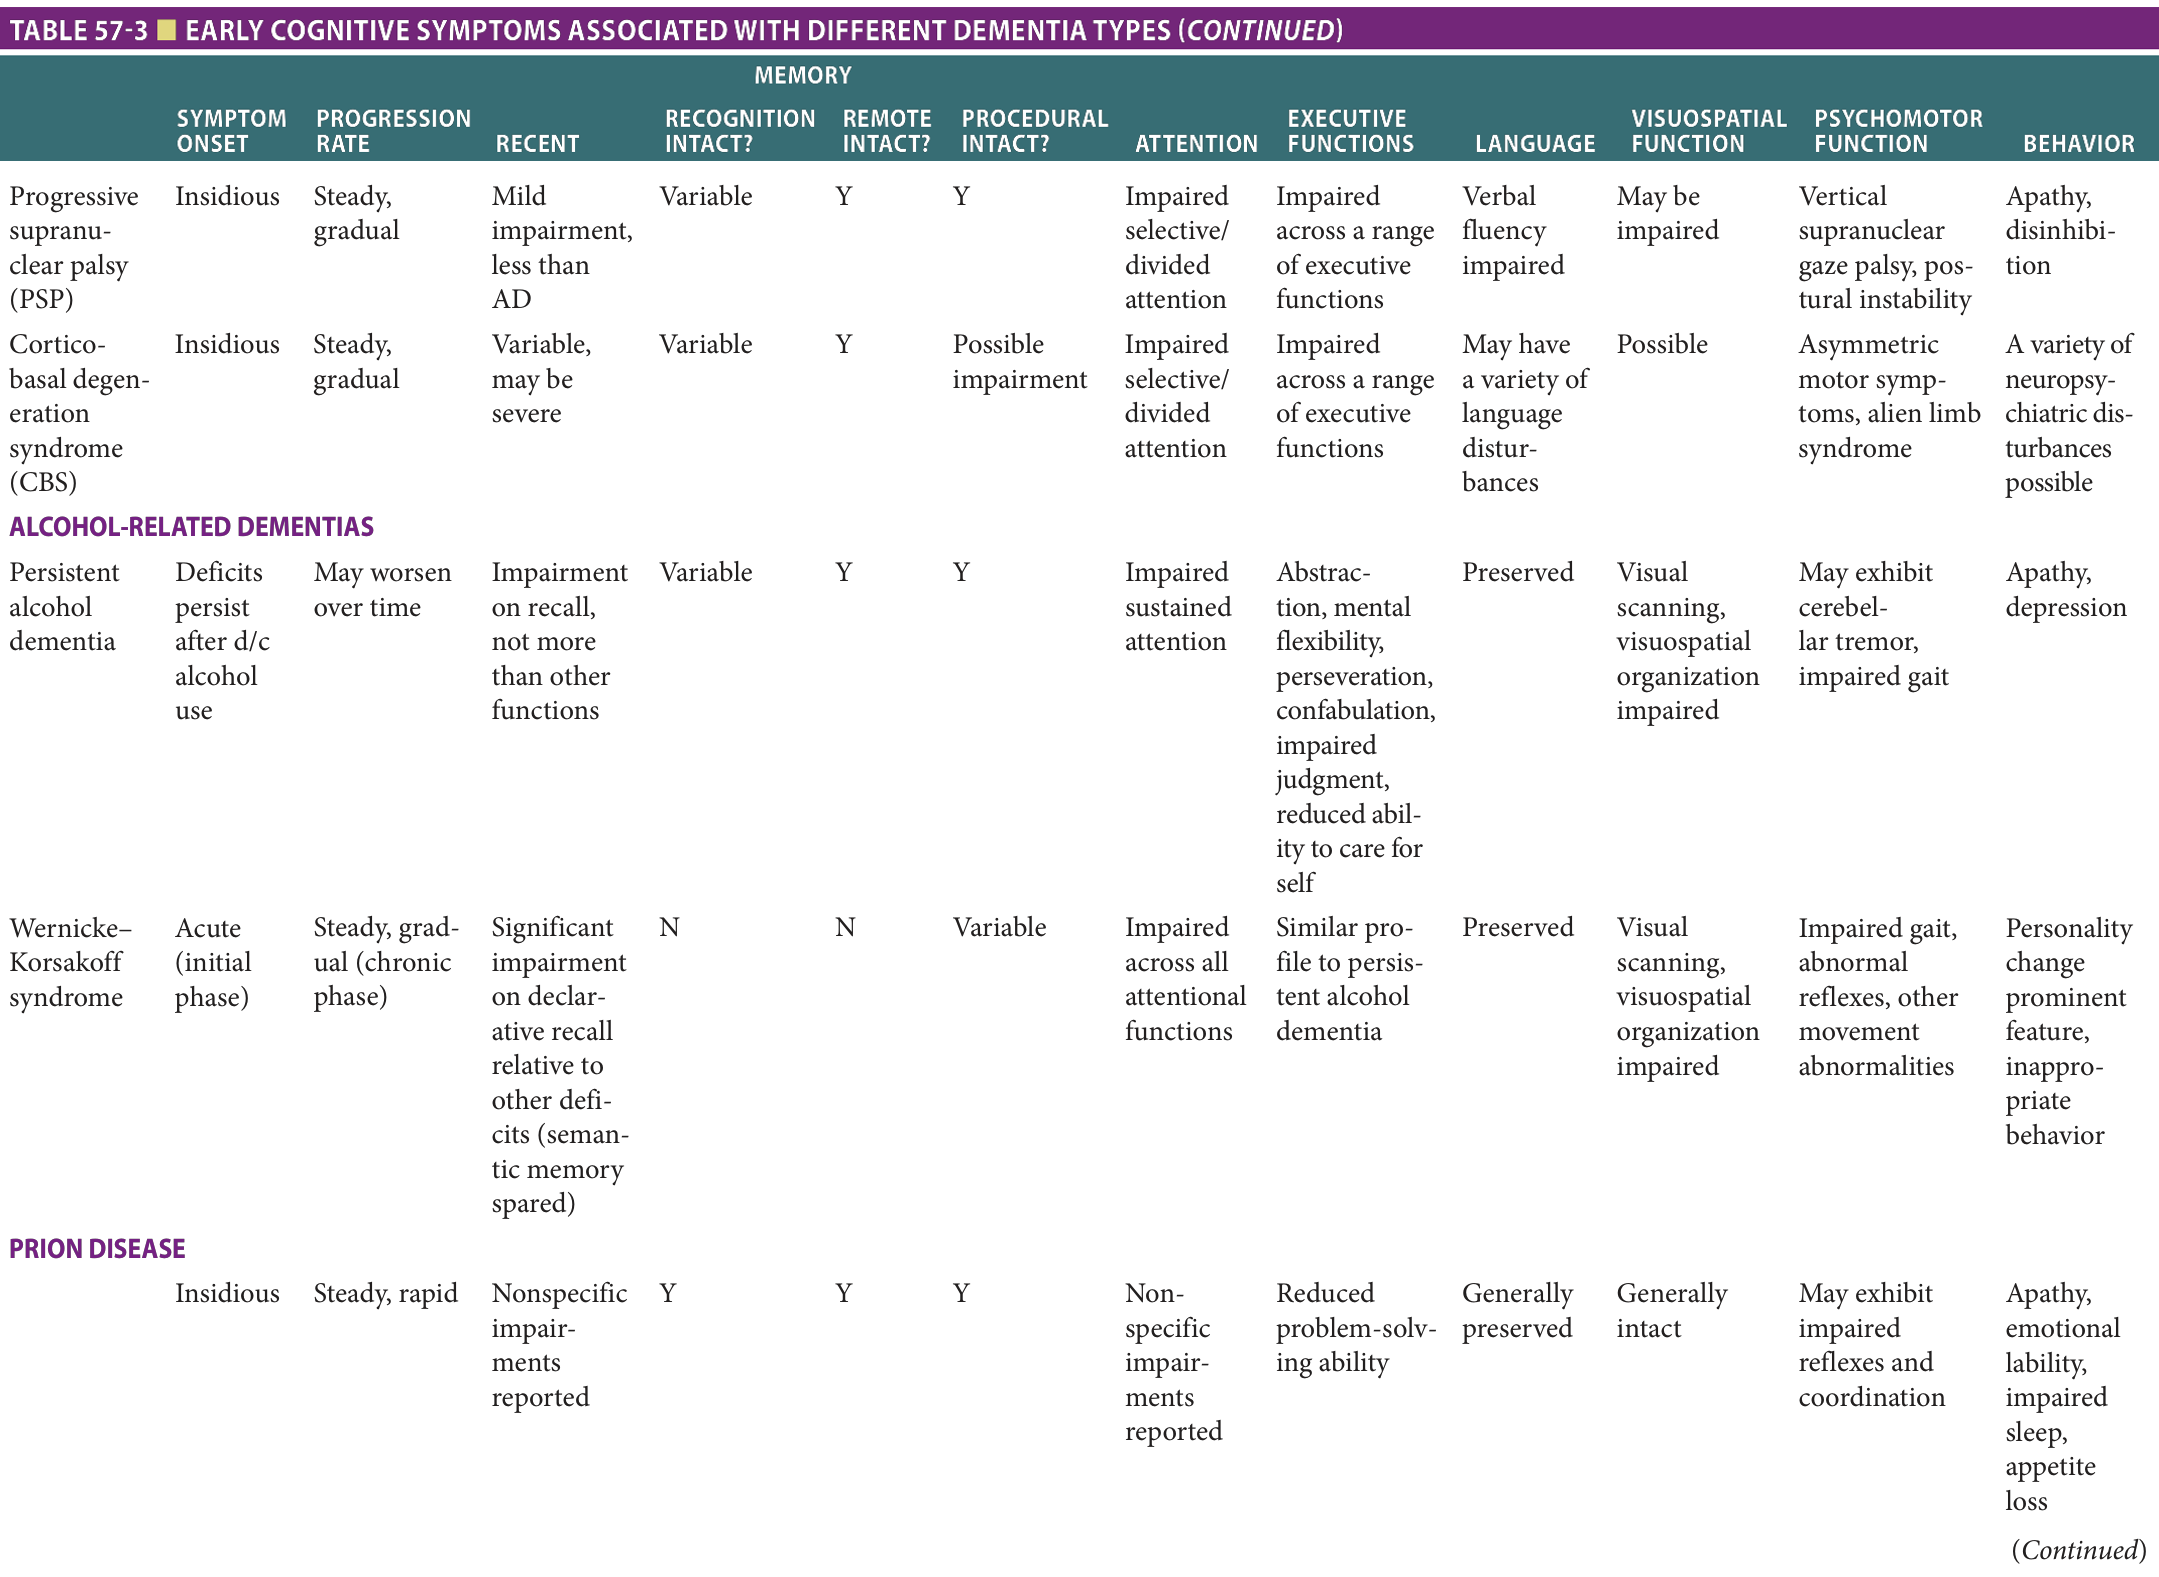 TABLE 57-3 ■ EARLY COGNITIVE SYMPTOMS ASSOCIATED WITH DIFFERENT DEMENTIA TYPES (CONTINUED)
MEMORY
SYMPTOM ONSET
PROGRESSION RATE
RECENT
RECOGNITION INTACT?
REMOTE INTACT?
PROCEDURAL INTACT?
ATTENTION
EXECUTIVE FUNCTIONS
LANGUAGE
VISUOSPATIAL FUNCTION
PSYCHOMOTOR FUNCTION
BEHAVIOR
Progressive
supranu-
clear palsy
(PSP)
Insidious
Steady,
gradual
Mild
impairment,
less than
AD
Variable
Y
Y
Impaired
selective/
divided
attention
Impaired
across a range
of executive
functions
Verbal
fluency
impaired
May be
impaired
Vertical
supranuclear
gaze palsy, pos-
tural instability
Apathy,
disinhibi-
tion
Cortico-
basal degen-
eration
syndrome
(CBS)
Insidious
Steady,
gradual
Variable,
may be
severe
Variable
Y
Possible
impairment
Impaired
selective/
divided
attention
Impaired
across a range
of executive
functions
May have
a variety of
language
distur-
bances
Possible
Asymmetric
motor symp-
toms, alien limb
syndrome
A variety of
neuropsy-
chiatric dis-
turbances
possible
ALCOHOL-RELATED DEMENTIAS
Persistent
alcohol
dementia
Deficits
persist
after d/c
alcohol
use
May worsen
over time
Impairment
on recall,
not more
than other
functions
Variable
Y
Y
Impaired
sustained
attention
Abstrac-
tion, mental
flexibility,
perseveration,
confabulation,
impaired
judgment,
reduced abil-
ity to care for
self
Preserved
Visual
scanning,
visuospatial
organization
impaired
May exhibit
cerebel-
lar tremor,
impaired gait
Apathy,
depression
Wernicke–
Korsakoff
syndrome
Acute
(initial
phase)
Steady, grad-
ual (chronic
phase)
Significant
impairment
on declar-
ative recall
relative to
other defi-
cits (seman-
tic memory
spared)
N
N
Variable
Impaired
across all
attentional
functions
Similar pro-
file to persis-
tent alcohol
dementia
Preserved
Visual
scanning,
visuospatial
organization
impaired
Impaired gait,
abnormal
reflexes, other
movement
abnormalities
Personality
change
prominent
feature,
inappro-
priate
behavior
PRION DISEASE
Insidious
Steady, rapid
Nonspecific
impair-
ments
reported
Y
Y
Y
Non-
specific
impair-
ments
reported
Reduced
problem-solv-
ing ability
Generally
preserved
Generally
intact
May exhibit
impaired
reflexes and
coordination
Apathy,
emotional
lability,
impaired
sleep,
appetite
loss
(Continued)